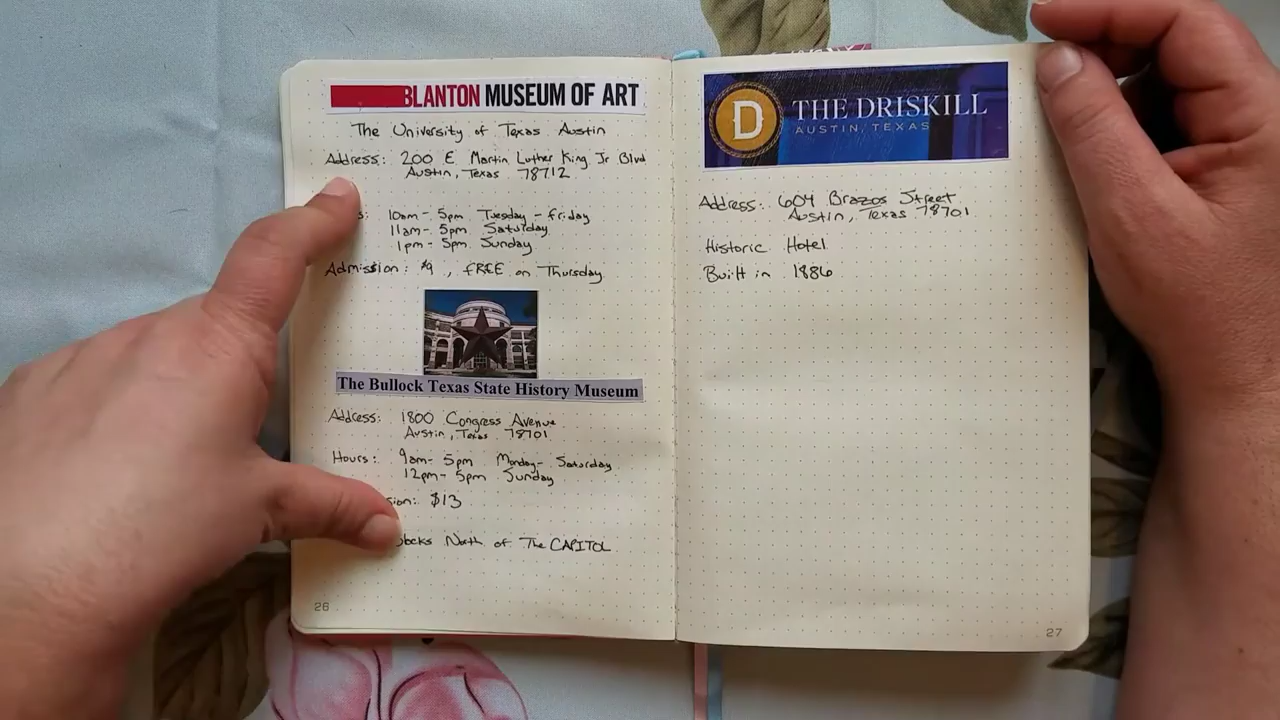 BLANTON MUSEUM OF ART
The University of Texas Austin
Address: 200 E Martin Luther King Jr Blvd
Austin, Texas 78712
s: 10am - 5pm Tuesday - friday
11am - 5pm Saturday
1pm - 5pm Sunday
Admission: $9, FREE on Thursday
The Bullock Texas State History Museum
Address: 1800 Congress Avenue
Austin, Texas 78701
Hours: 9am - 5pm Monday - Saturday
12pm - 5pm Sunday
sion: $13
North of The CAPITOL
26
D THE DRISKILL
AUSTIN, TEXAS
Address: 604 Brazos Street
Austin, Texas 78701
Historic Hotel
Built in 1886
27